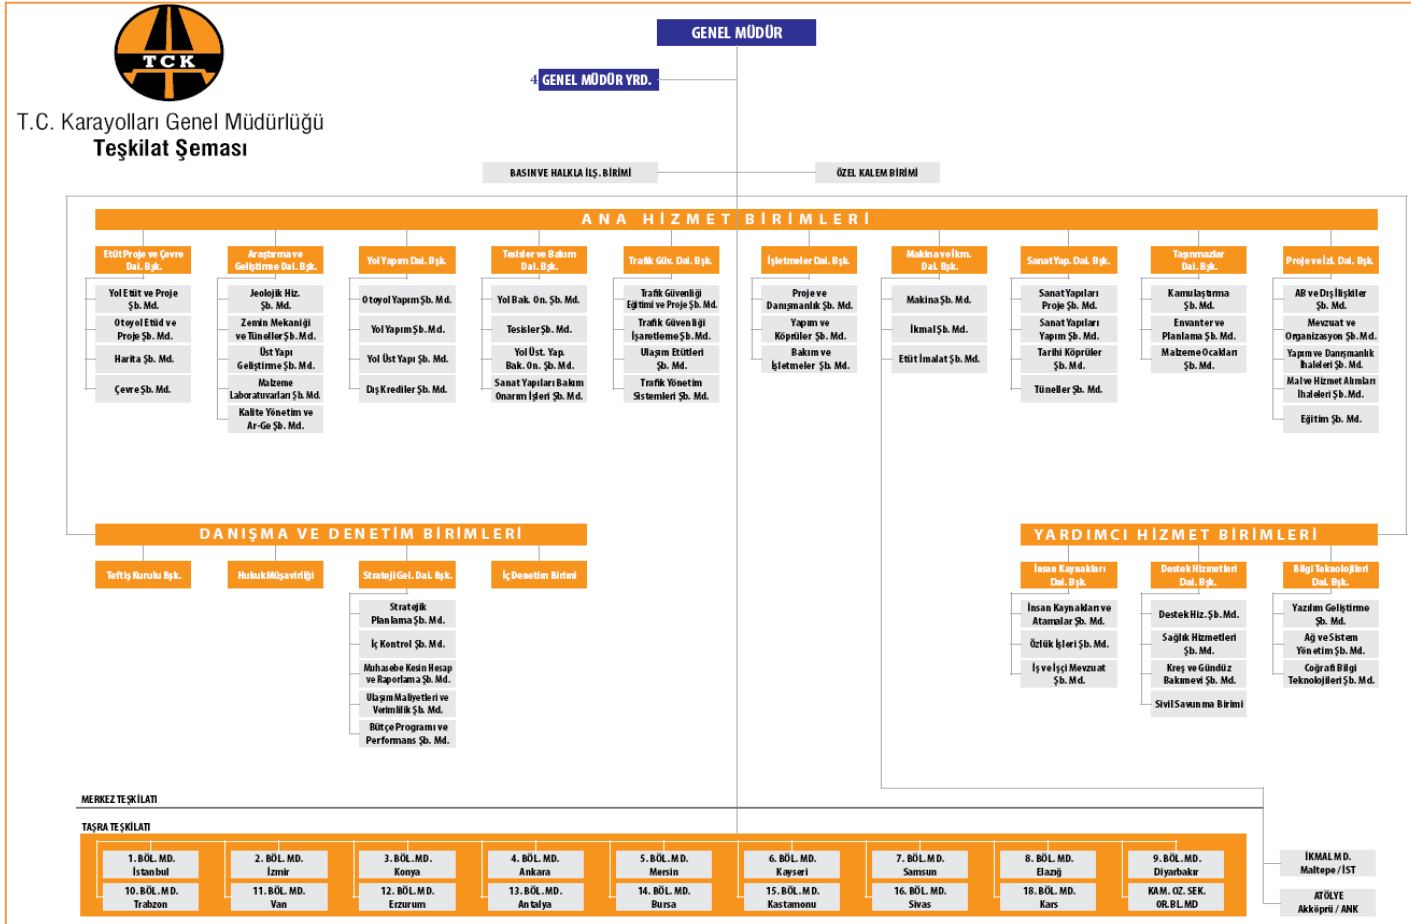 TCK
T.C. Karayolları Genel Müdürlüğü
Teşkilat Şeması
GENEL MÜDÜR
4 GENEL MÜDÜR YRD.
BASIN VE HALKLA İLŞ. BİRİMİ
ÖZEL KALEM BİRİMİ
ANA HİZMET BİRİMLERİ
Etüt Proje ve Çevre
Dai. Bşk.
Yol Etüt ve Proje
Şb. Md.
Otoyol Etüd ve
Proje Şb. Md.
Harita Şb. Md.
Çevre Şb. Md.
Araştırma ve
Geliştirme Dai. Bşk.
Jeolojik Hiz.
Şb. Md.
Zemin Mekaniği
ve Tüneller Şb. Md.
Üst Yapı
Geliştirme Şb. Md.
Malzeme
Laboratuvarları Şb. Md.
Kalite Yönetim ve
Ar-Ge Şb. Md.
Yol Yapım Dai. Bşk.
Otoyol Yapım Şb. Md.
Yol Yapım Şb. Md.
Yol Üst Yapı Şb. Md.
Dış Krediler Şb. Md.
Tesisler ve Bakım
Dai. Bşk.
Yol Bak. On. Şb. Md.
Tesisler Şb. Md.
Yol Üst. Yap.
Bak. On. Şb. Md.
Sanat Yapıları Bakım
Onarım İşleri Şb. Md.
Trafik Güv. Dai. Bşk.
Trafik Güvenliği
Eğitimi ve Proje Şb. Md.
Trafik Güvenliği
İşaretleme Şb. Md.
Ulaşım Etütleri
Şb. Md.
Trafik Yönetim
Sistemleri Şb. Md.
İşletmeler Dai. Bşk.
Proje ve
Danışmanlık Şb. Md.
Yapım ve
Köprüler Şb. Md.
Bakım ve
İşletmeler Şb. Md.
Makina ve İkm.
Dai. Bşk.
Makina Şb. Md.
İkmal Şb. Md.
Etüt İmalat Şb. Md.
Sanat Yap. Dai. Bşk.
Sanat Yapıları
Proje Şb. Md.
Sanat Yapıları
Yapım Şb. Md.
Tarihi Köprüler
Şb. Md.
Tüneller Şb. Md.
Taşınmazlar
Dai. Bşk.
Kamulaştırma
Şb. Md.
Envanter ve
Planlama Şb. Md.
Malzeme Ocakları
Şb. Md.
Proje ve İzl. Dai. Bşk.
AB ve Dış İlişkiler
Şb. Md.
Mevzuat ve
Organizasyon Şb. Md.
Yapım ve Danışmanlık
İhaleleri Şb. Md.
Mal ve Hizmet Alımları
İhaleleri Şb. Md.
Eğitim Şb. Md.
DANIŞMA VE DENETİM BİRİMLERİ
Teftiş Kurulu Bşk.
Hukuk Müşavirliği
Strateji Gel. Dai. Bşk.
Stratejik
Planlama Şb. Md.
İç Kontrol Şb. Md.
Muhasebe Kesin Hesap
ve Raporlama Şb. Md.
Ulaşım Maliyetleri ve
Verimlilik Şb. Md.
Bütçe Programı ve
Performans Şb. Md.
İç Denetim Birimi
YARDIMCI HİZMET BİRİMLERİ
İnsan Kaynakları
Dai. Bşk.
İnsan Kaynakları ve
Atamalar Şb. Md.
Özlük İşleri Şb. Md.
İş ve İşçi Mevzuat
Şb. Md.
Destek Hizmetleri
Dai. Bşk.
Destek Hiz. Şb. Md.
Sağlık Hizmetleri
Şb. Md.
Kreş ve Gündüz
Bakımevi Şb. Md.
Sivil Savunma Birimi
Bilgi Teknolojileri
Dai. Bşk.
Yazılım Geliştirme
Şb. Md.
Ağ ve Sistem
Yönetim Şb. Md.
Coğrafi Bilgi
Teknolojileri Şb. Md.
MERKEZ TEŞKİLATI
TAŞRA TEŞKİLATI
1. BÖL. MD.
İstanbul
2. BÖL. MD.
İzmir
3. BÖL. MD.
Konya
4. BÖL. MD.
Ankara
5. BÖL. MD.
Mersin
6. BÖL. MD.
Kayseri
7. BÖL. MD.
Samsun
8. BÖL. MD.
Elazığ
9. BÖL. MD.
Diyarbakır
10. BÖL. MD.
Trabzon
11. BÖL. MD.
Van
12. BÖL. MD.
Erzurum
13. BÖL. MD.
Antalya
14. BÖL. MD.
Bursa
15. BÖL. MD.
Kastamonu
16. BÖL. MD.
Sivas
18. BÖL. MD.
Kars
KAM. OZ. SEK.
OR. BL. MD
İKMAL MD.
Maltepe / İST
ATÖLYE
Akköprü / ANK